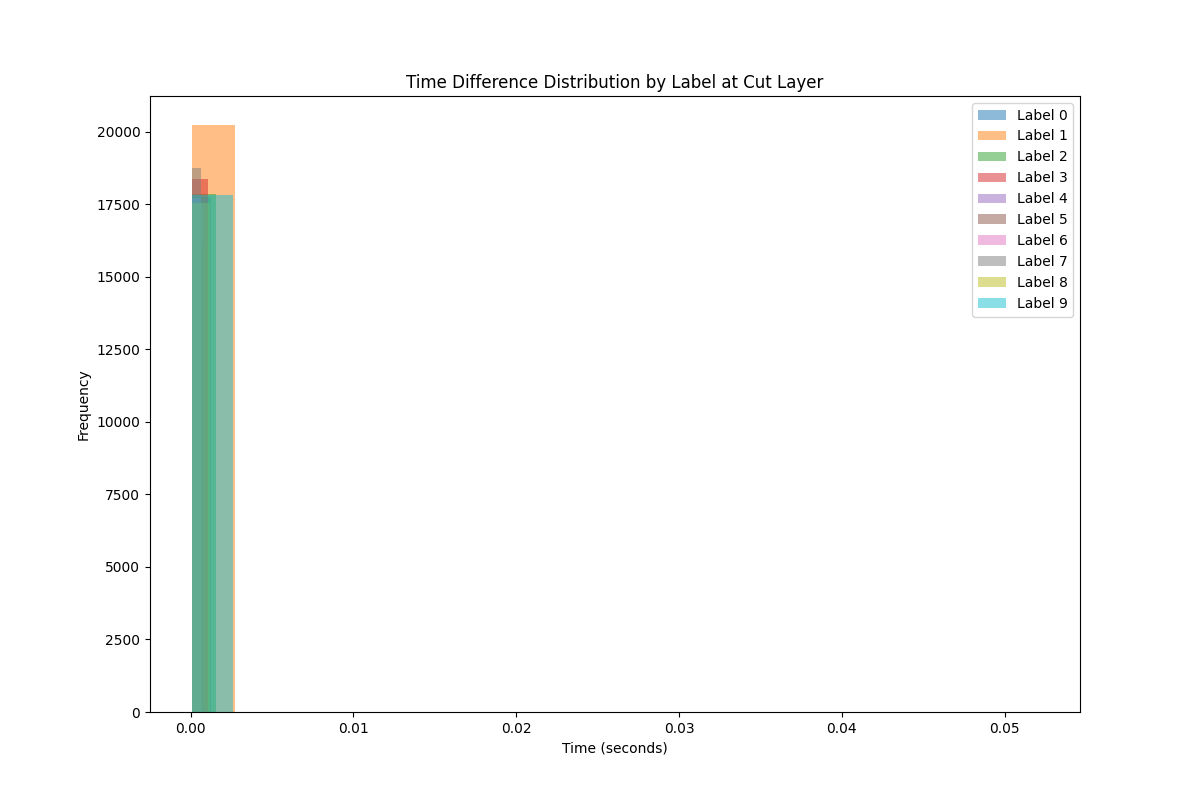 Time Difference Distribution by Label at Cut Layer
Label 0
Label 1
Label 2
Label 3
Label 4
Label 5
Label 6
Label 7
Label 8
Label 9
20000
17500
15000
12500
10000
7500
5000
2500
0
Frequency
0.00 0.01 0.02 0.03 0.04 0.05
Time (seconds)